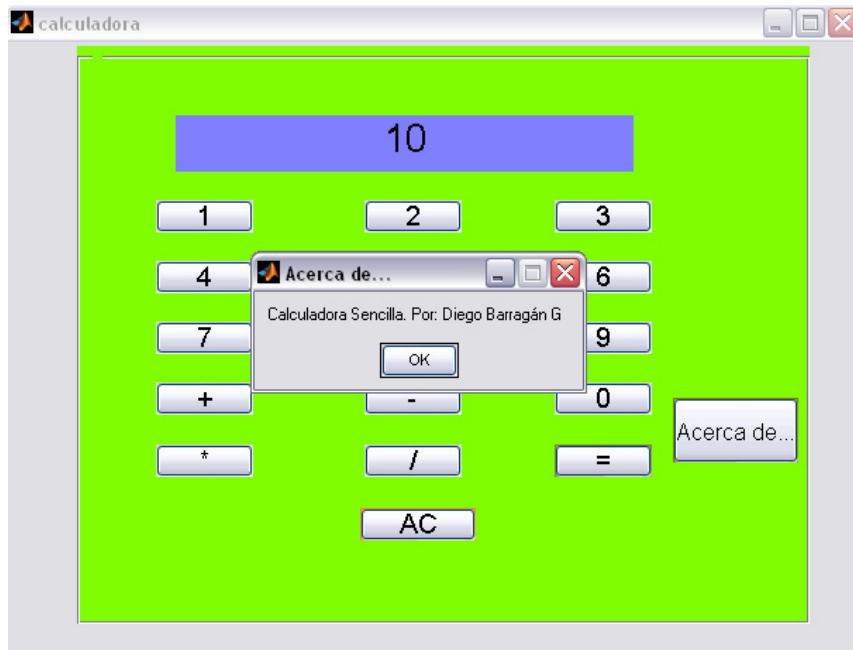 calculadora
10
1 2 3
4 Acerca de... 6
Calculadora Sencilla. Por: Diego Barragán G
7 9
OK
+ - 0
Acerca de...
* / =
AC